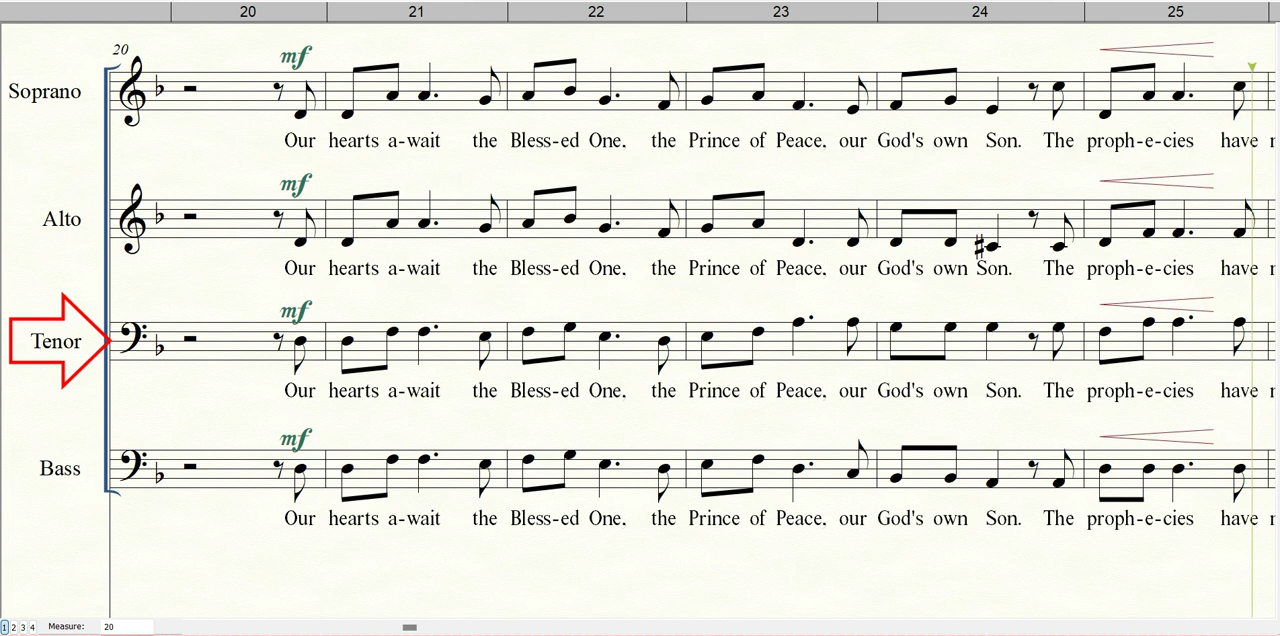 20 21 22 23 24 25
20
mf
Soprano
Our hearts a-wait the Bless-ed One, the Prince of Peace, our God's own Son. The proph-e-cies have
mf
Alto
Our hearts a-wait the Bless-ed One, the Prince of Peace, our God's own Son. The proph-e-cies have
mf
Tenor
Our hearts a-wait the Bless-ed One, the Prince of Peace, our God's own Son. The proph-e-cies have
mf
Bass
Our hearts a-wait the Bless-ed One, the Prince of Peace, our God's own Son. The proph-e-cies have
1 2 3 4 Measure: 20